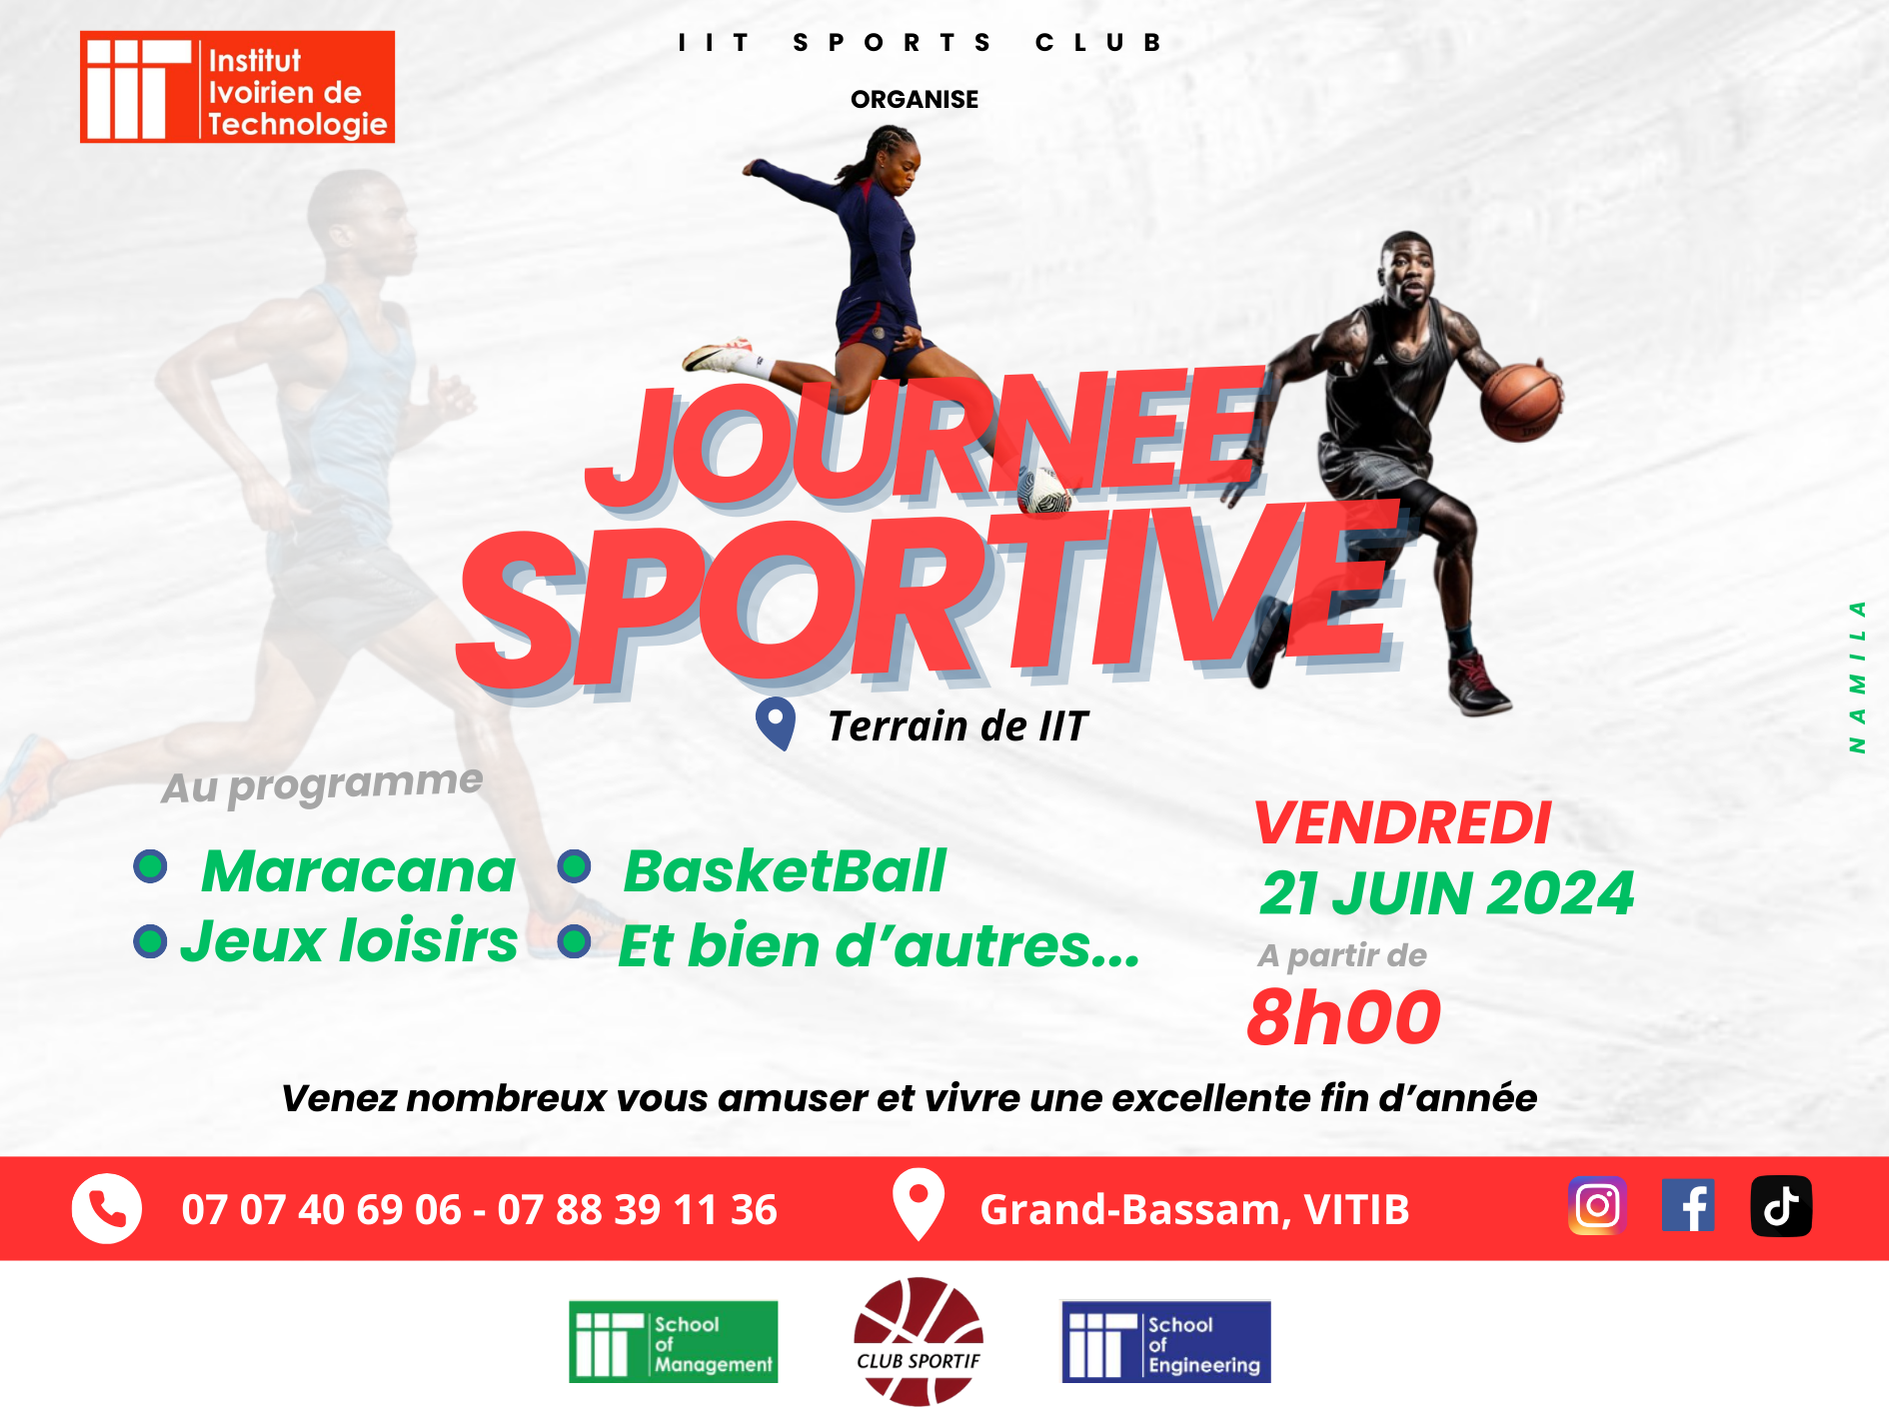 Institut
Ivoirien de
Technologie
IIT SPORTS CLUB
ORGANISE
JOURNEE
SPORTIVE
Terrain de IIT
NAMILA
Au programme
Maracana
BasketBall
Jeux loisirs
Et bien d’autres...
VENDREDI
21 JUIN 2024
A partir de
8h00
Venez nombreux vous amuser et vivre une excellente fin d’année
07 07 40 69 06 - 07 88 39 11 36
Grand-Bassam, VITIB
IIT School
of
Management
CLUB SPORTIF
IIT School
of
Engineering